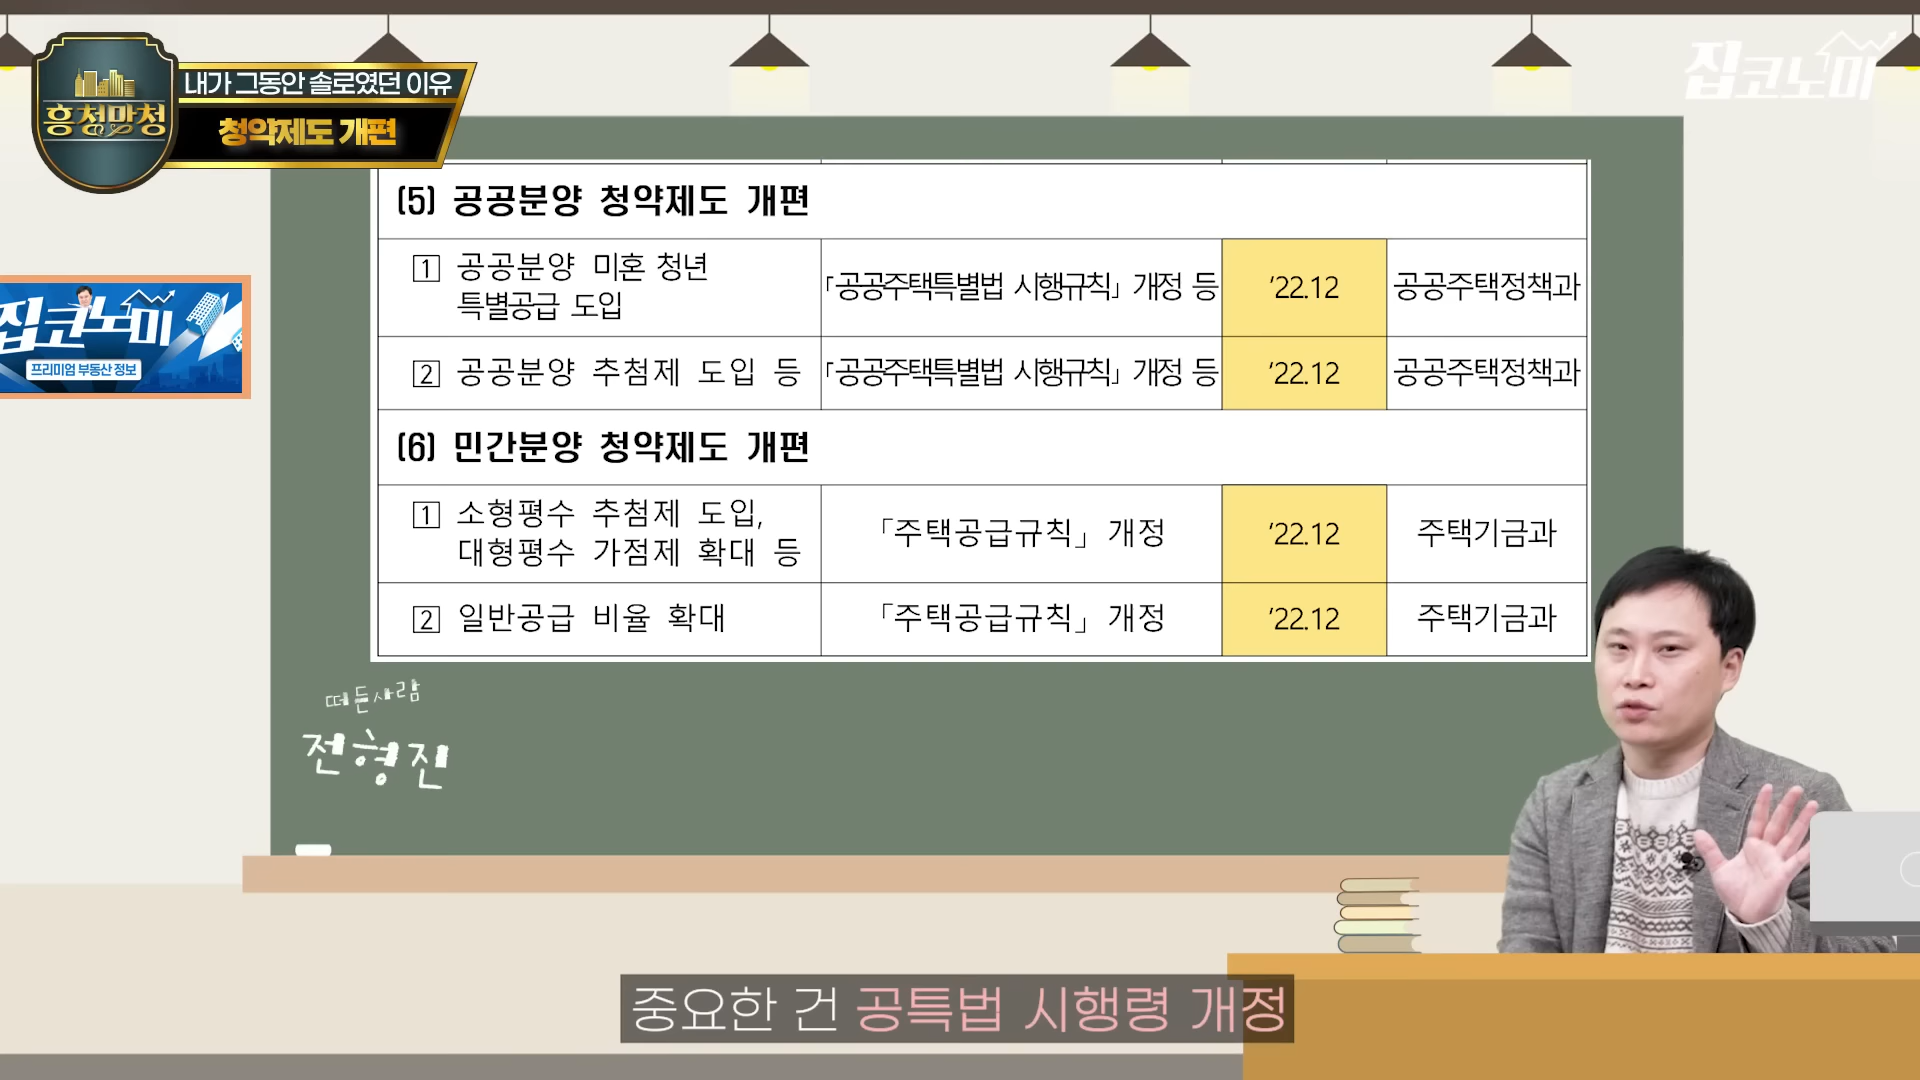 집코노미
내가 그동안 솔로였던 이유
흥청망청
청약제도 개편
(5) 공공분양 청약제도 개편
1 공공분양 미혼 청년
특별공급 도입
「공공주택특별법 시행규칙」 개정 등
'22.12
공공주택정책과
2 공공분양 추첨제 도입 등
「공공주택특별법 시행규칙」 개정 등
'22.12
공공주택정책과
(6) 민간분양 청약제도 개편
1 소형평수 추첨제 도입,
대형평수 가점제 확대 등
「주택공급규칙」 개정
'22.12
주택기금과
2 일반공급 비율 확대
「주택공급규칙」 개정
'22.12
주택기금과
집코노미
프리미엄 부동산 정보
떠든사람
전형진
중요한 건 공특법 시행령 개정